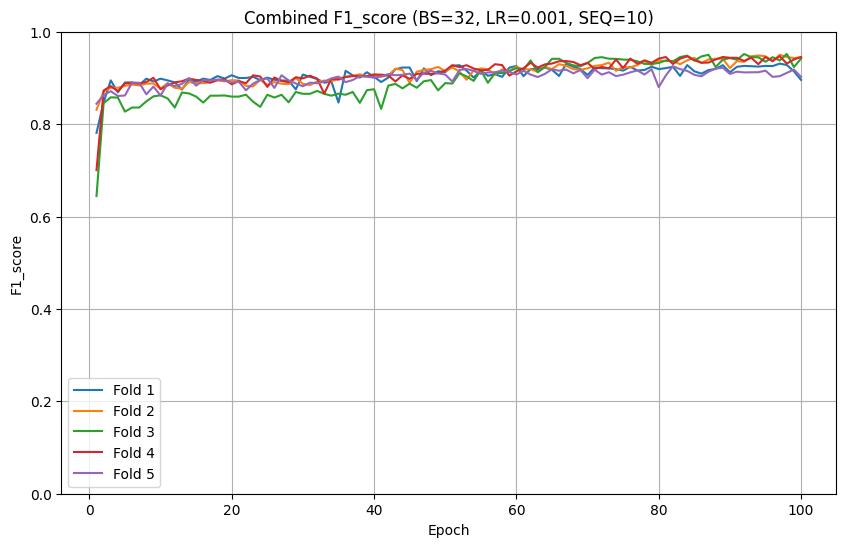 Combined F1_score (BS=32, LR=0.001, SEQ=10)
F1_score
1.0
0.8
0.6
0.4
0.2
0.0
Fold 1
Fold 2
Fold 3
Fold 4
Fold 5
0 20 40 60 80 100
Epoch